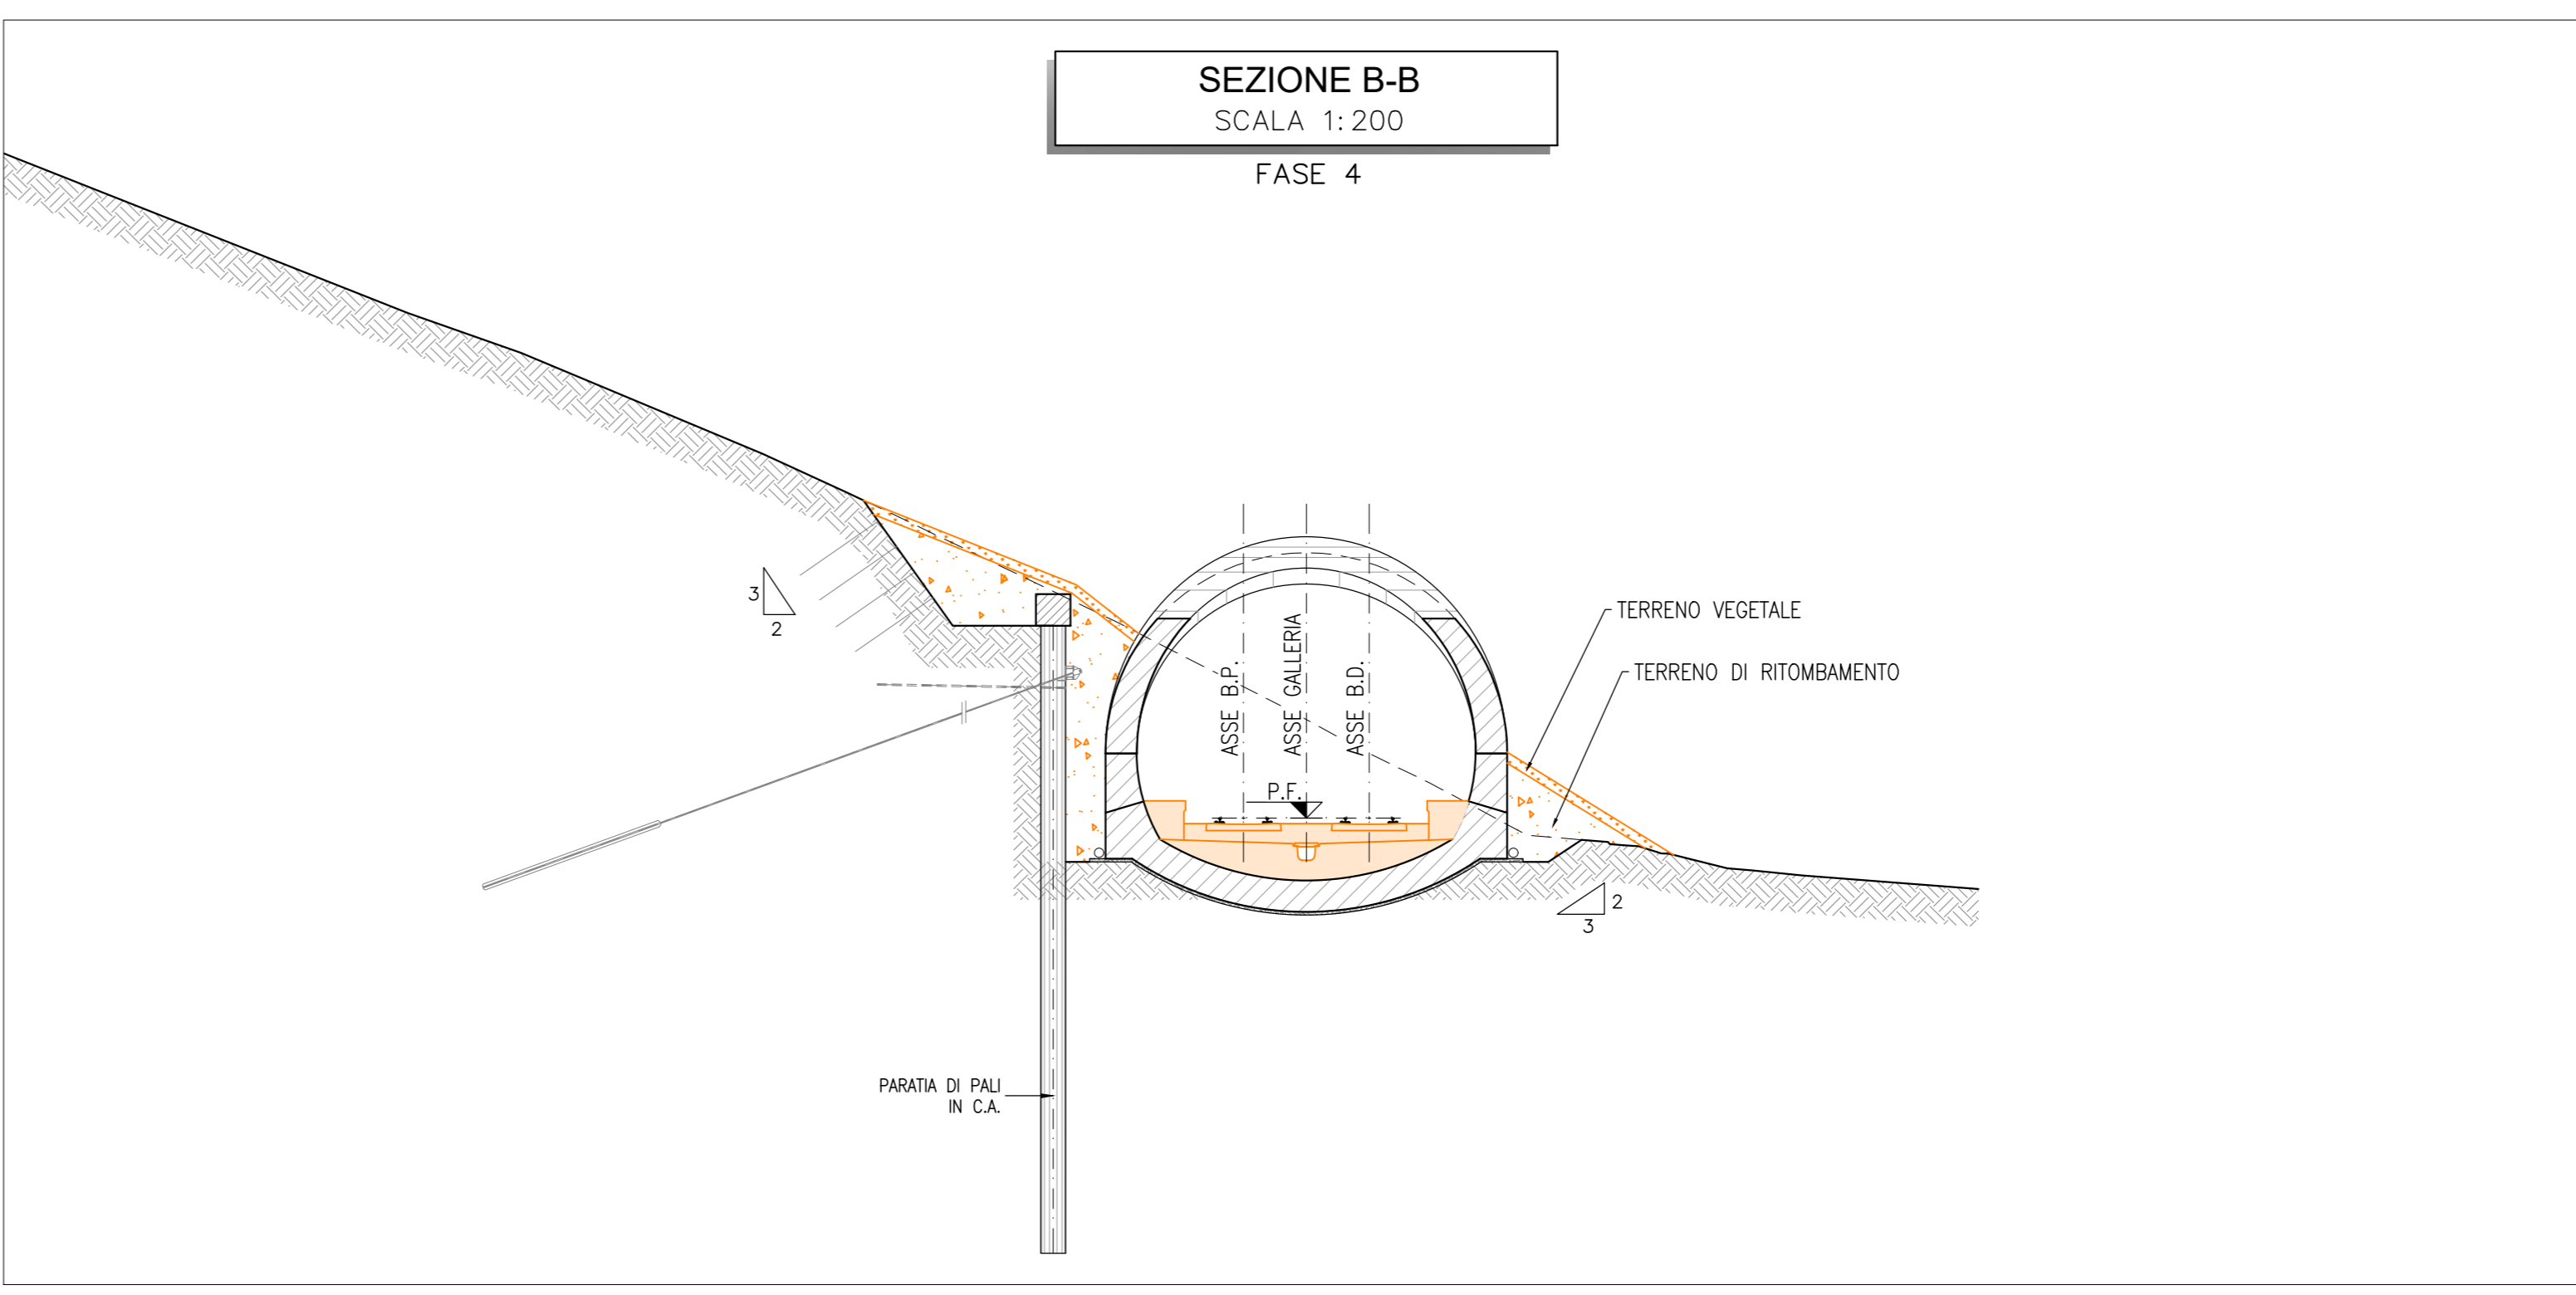 SEZIONE B-B
SCALA 1:200
FASE 4
3
2
ASSE B.P.
ASSE GALLERIA
ASSE B.D.
P.F.
TERRENO VEGETALE
TERRENO DI RITOMBAMENTO
2
3
PARATIA DI PALI
IN C.A.